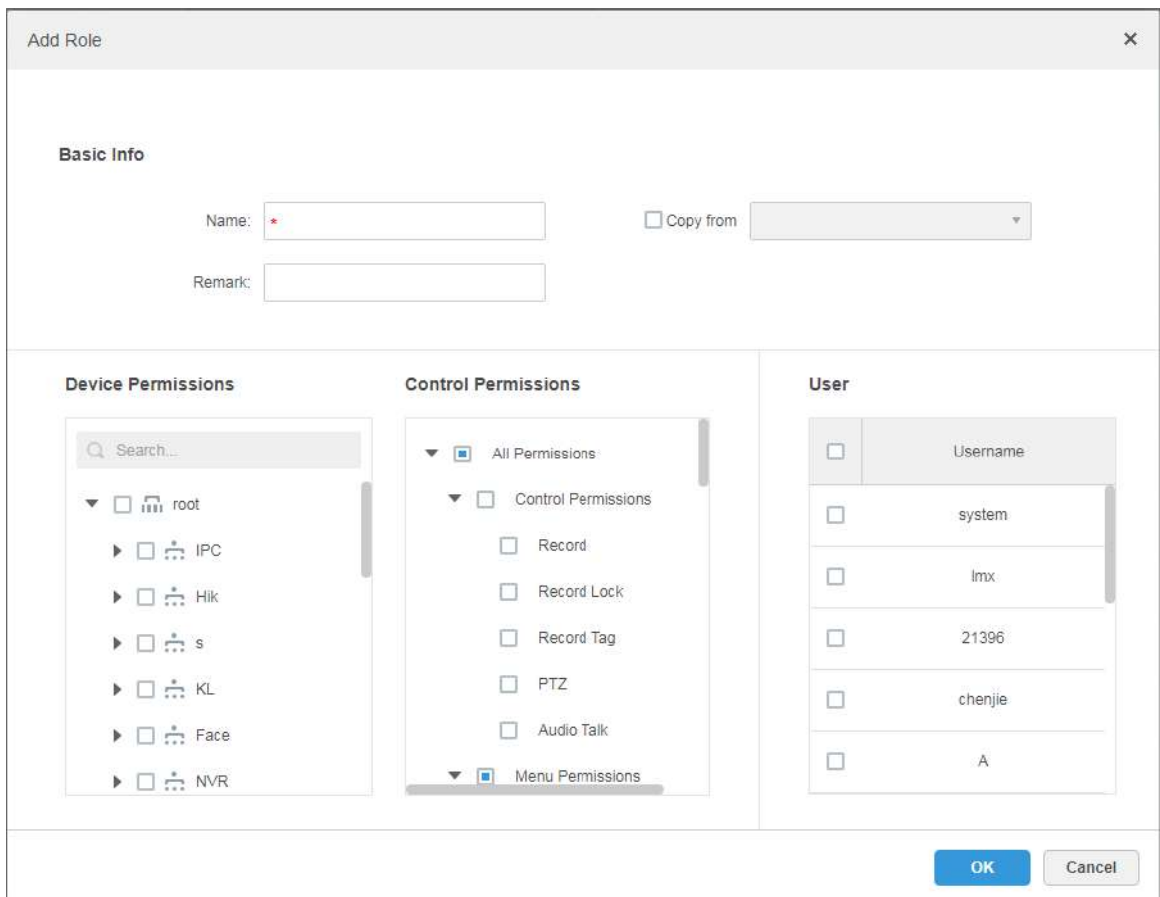 Add Role
Basic Info
Name: *
Copy from
Remark:
Device Permissions
Search...
root
IPC
Hik
s
KL
Face
NVR
Control Permissions
All Permissions
Control Permissions
Record
Record Lock
Record Tag
PTZ
Audio Talk
Menu Permissions
User
Username
system
lmx
21396
chenjie
A
OK Cancel